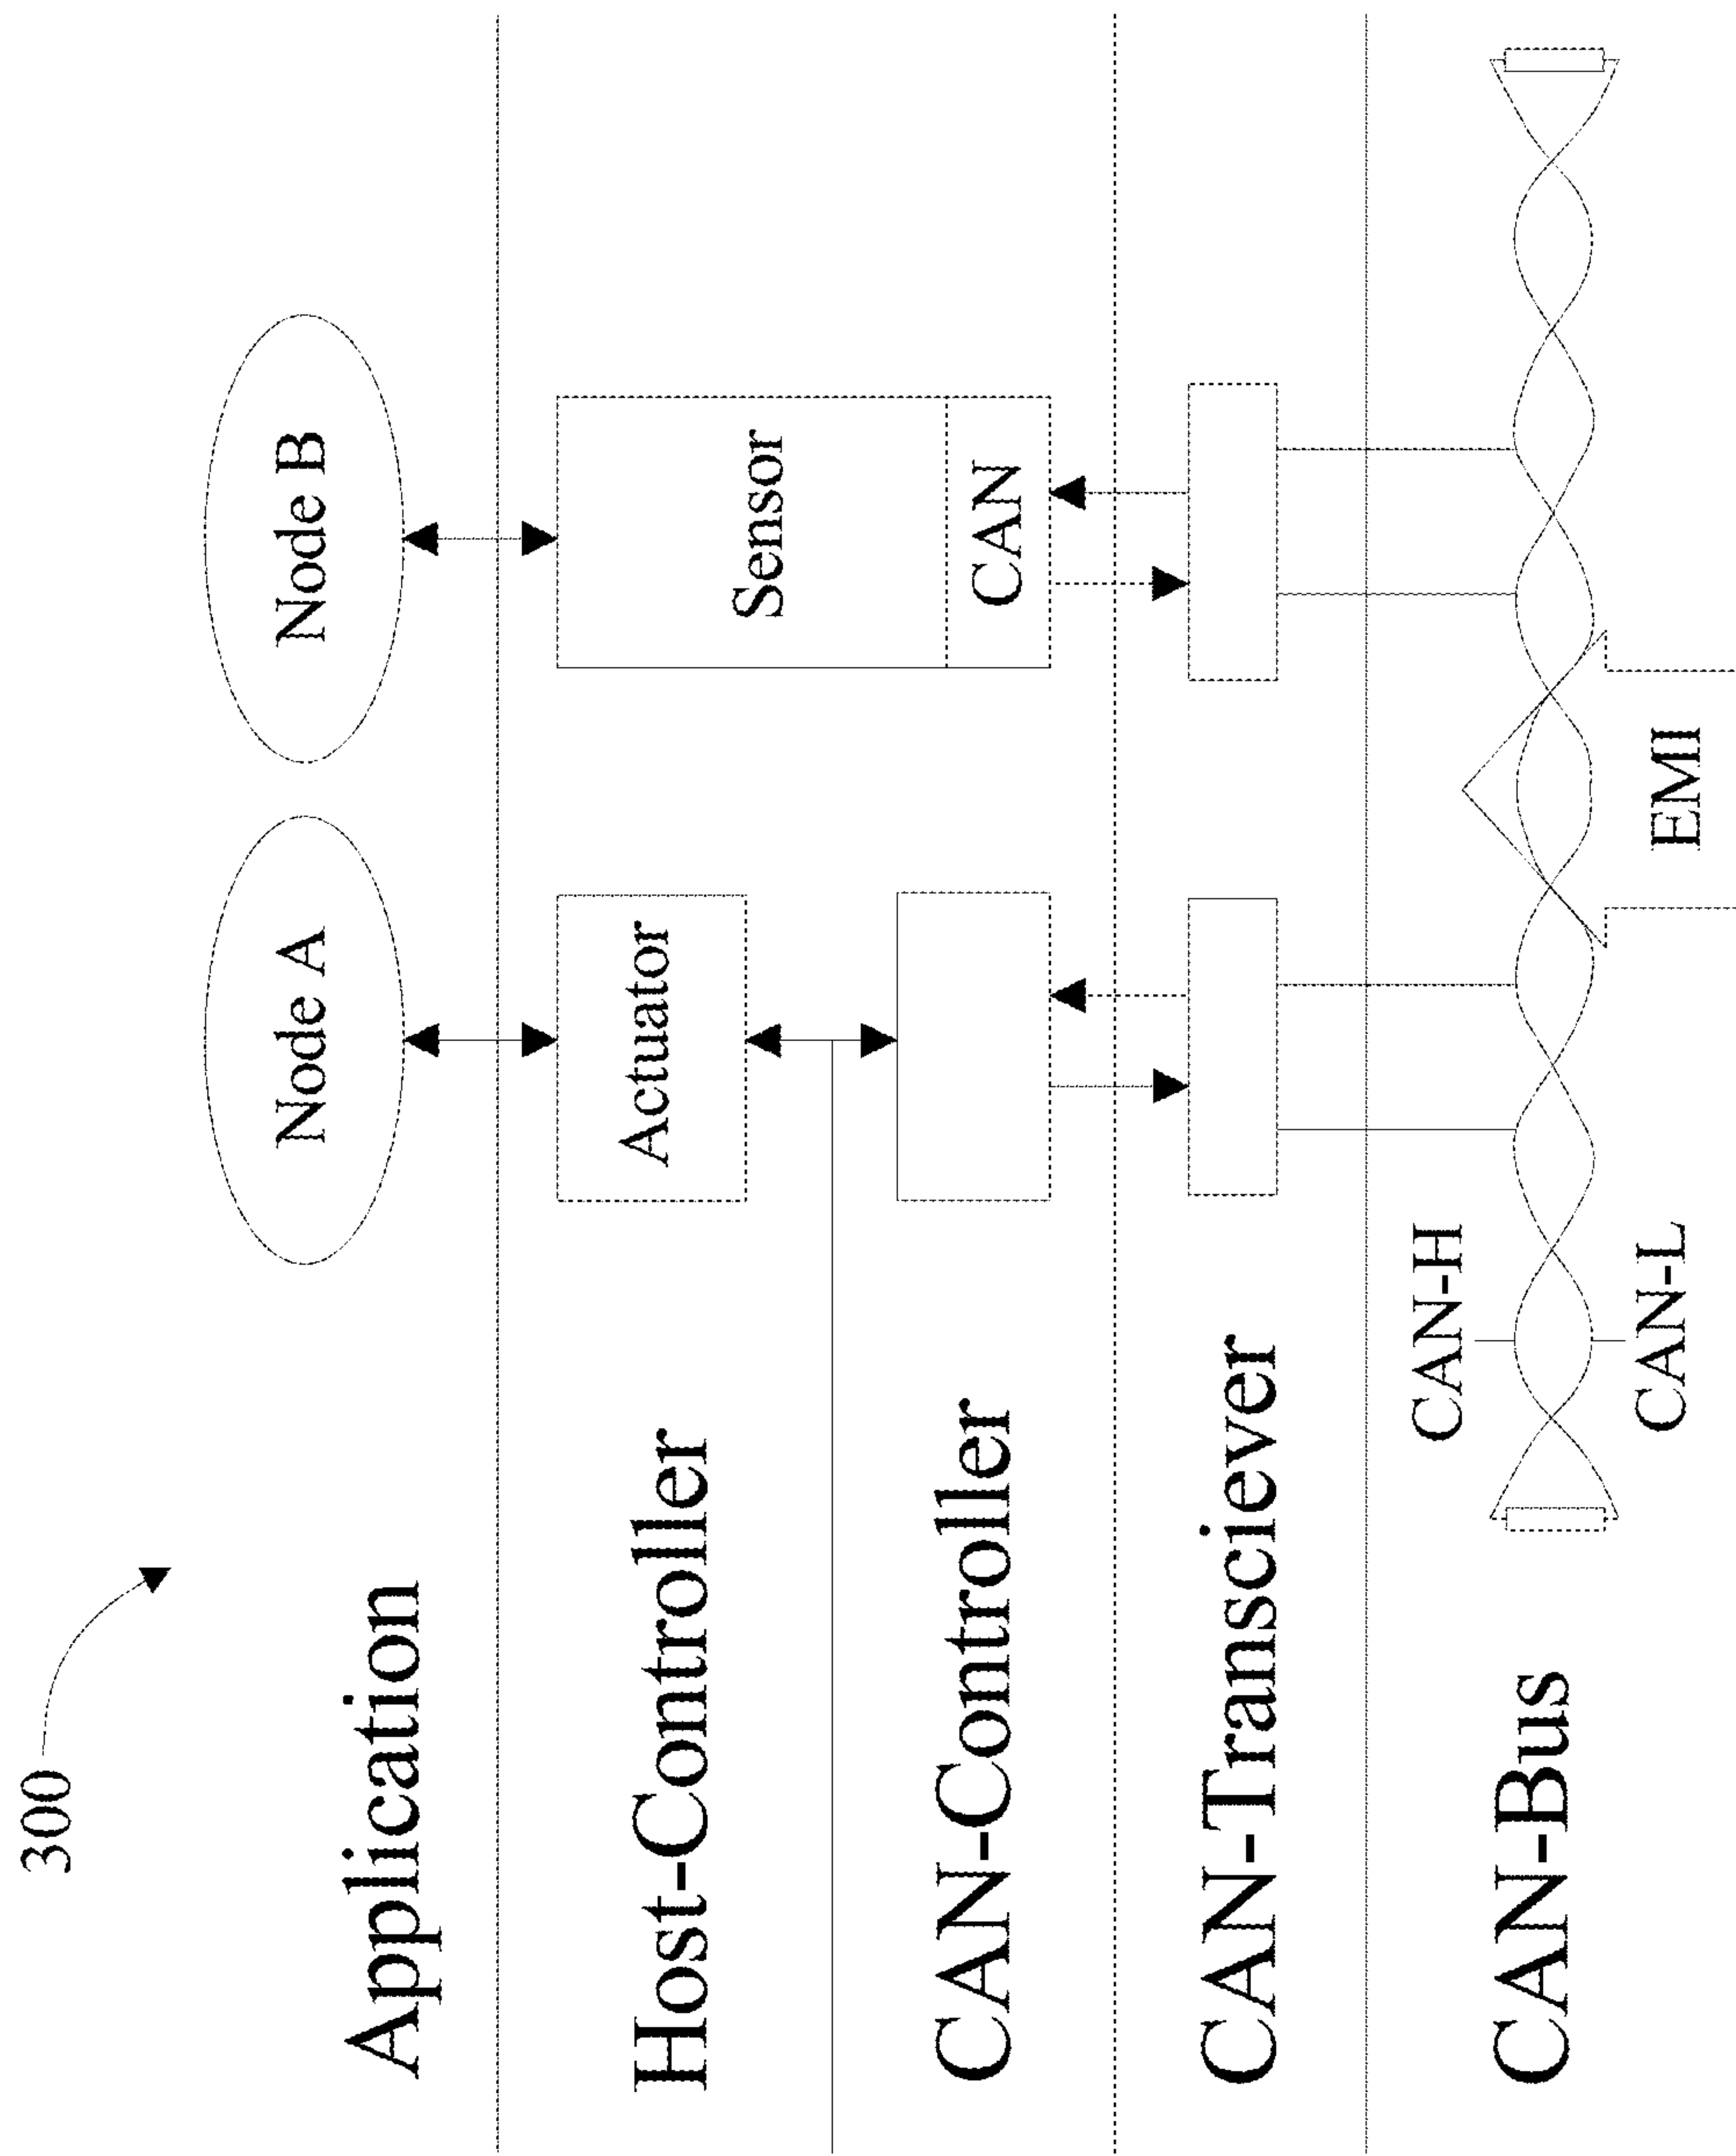 300
Application
Node A
Node B
Host-Controller
Actuator
Sensor
CAN-Controller
CAN
CAN-Transciever
CAN-Bus
CAN-H
CAN-L
EMI